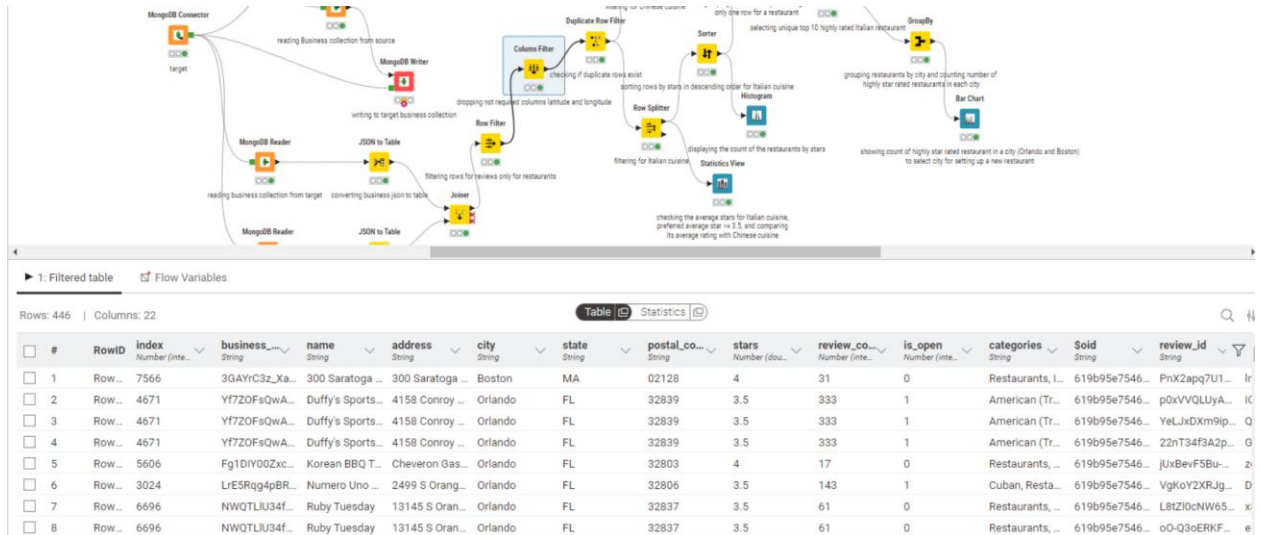 filtering for Chinese cuisine
only one row for a restaurant
MongoDB Connector
target
reading Business collection from source
MongoDB Writer
writing to target business collection
Column Filter
dropping not required columns latitude and longitude
Duplicate Row Filter
checking if duplicate rows exist
Sorter
sorting rows by stars in descending order for Italian cuisine
selecting unique top 10 highly rated Italian restaurant
GroupBy
grouping restaurants by city and counting number of
highly star rated restaurants in each city
Histogram
displaying the count of the restaurants by stars
Bar Chart
showing count of highly star rated restaurant in a city (Orlando and Boston)
to select city for setting up a new restaurant
Row Splitter
filtering for Italian cuisine
Statistics View
checking the average stars for Italian cuisine,
preferred average star >= 3.5, and comparing
its average rating with Chinese cuisine
Row Filter
filtering rows for reviews only for restaurants
MongoDB Reader
reading business collection from target
JSON to Table
converting business json to table
Joiner
MongoDB Reader
JSON to Table
1: Filtered table Flow Variables
Rows: 446 | Columns: 22
Table Statistics
# RowID index business_... name address city state postal_co... stars review_co... is_open categories $oid review_id
Number (inte... String String String String String String Number (dou... Number (inte... Number (inte... String String String
1 Row... 7566 3GAYrC3z_Xa... 300 Saratoga ... 300 Saratoga ... Boston MA 02128 4 31 0 Restaurants, I... 619b95e7546... PnX2apq7U1...
2 Row... 4671 Yf7ZOFsQwA... Duffy's Sports... 4158 Conroy ... Orlando FL 32839 3.5 333 1 American (Tr... 619b95e7546... p0xVVQLUyA...
3 Row... 4671 Yf7ZOFsQwA... Duffy's Sports... 4158 Conroy ... Orlando FL 32839 3.5 333 1 American (Tr... 619b95e7546... YeLJxDXm9ip...
4 Row... 4671 Yf7ZOFsQwA... Duffy's Sports... 4158 Conroy ... Orlando FL 32839 3.5 333 1 American (Tr... 619b95e7546... 22nT34f3A2p...
5 Row... 5606 Fg1DIY00Zxc... Korean BBQ T... Cheveron Gas... Orlando FL 32803 4 17 0 Restaurants, ... 619b95e7546... jUxBevF5Bu-...
6 Row... 3024 LrE5Rqg4pBR... Numero Uno ... 2499 S Orang... Orlando FL 32806 3.5 143 1 Cuban, Resta... 619b95e7546... VgKoY2XRJg...
7 Row... 6696 NWQTLlU34f... Ruby Tuesday 13145 S Oran... Orlando FL 32837 3.5 61 0 Restaurants, ... 619b95e7546... L8tZl0cNW65...
8 Row... 6696 NWQTLlU34f... Ruby Tuesday 13145 S Oran... Orlando FL 32837 3.5 61 0 Restaurants, ... 619b95e7546... oO-Q3oERKF...